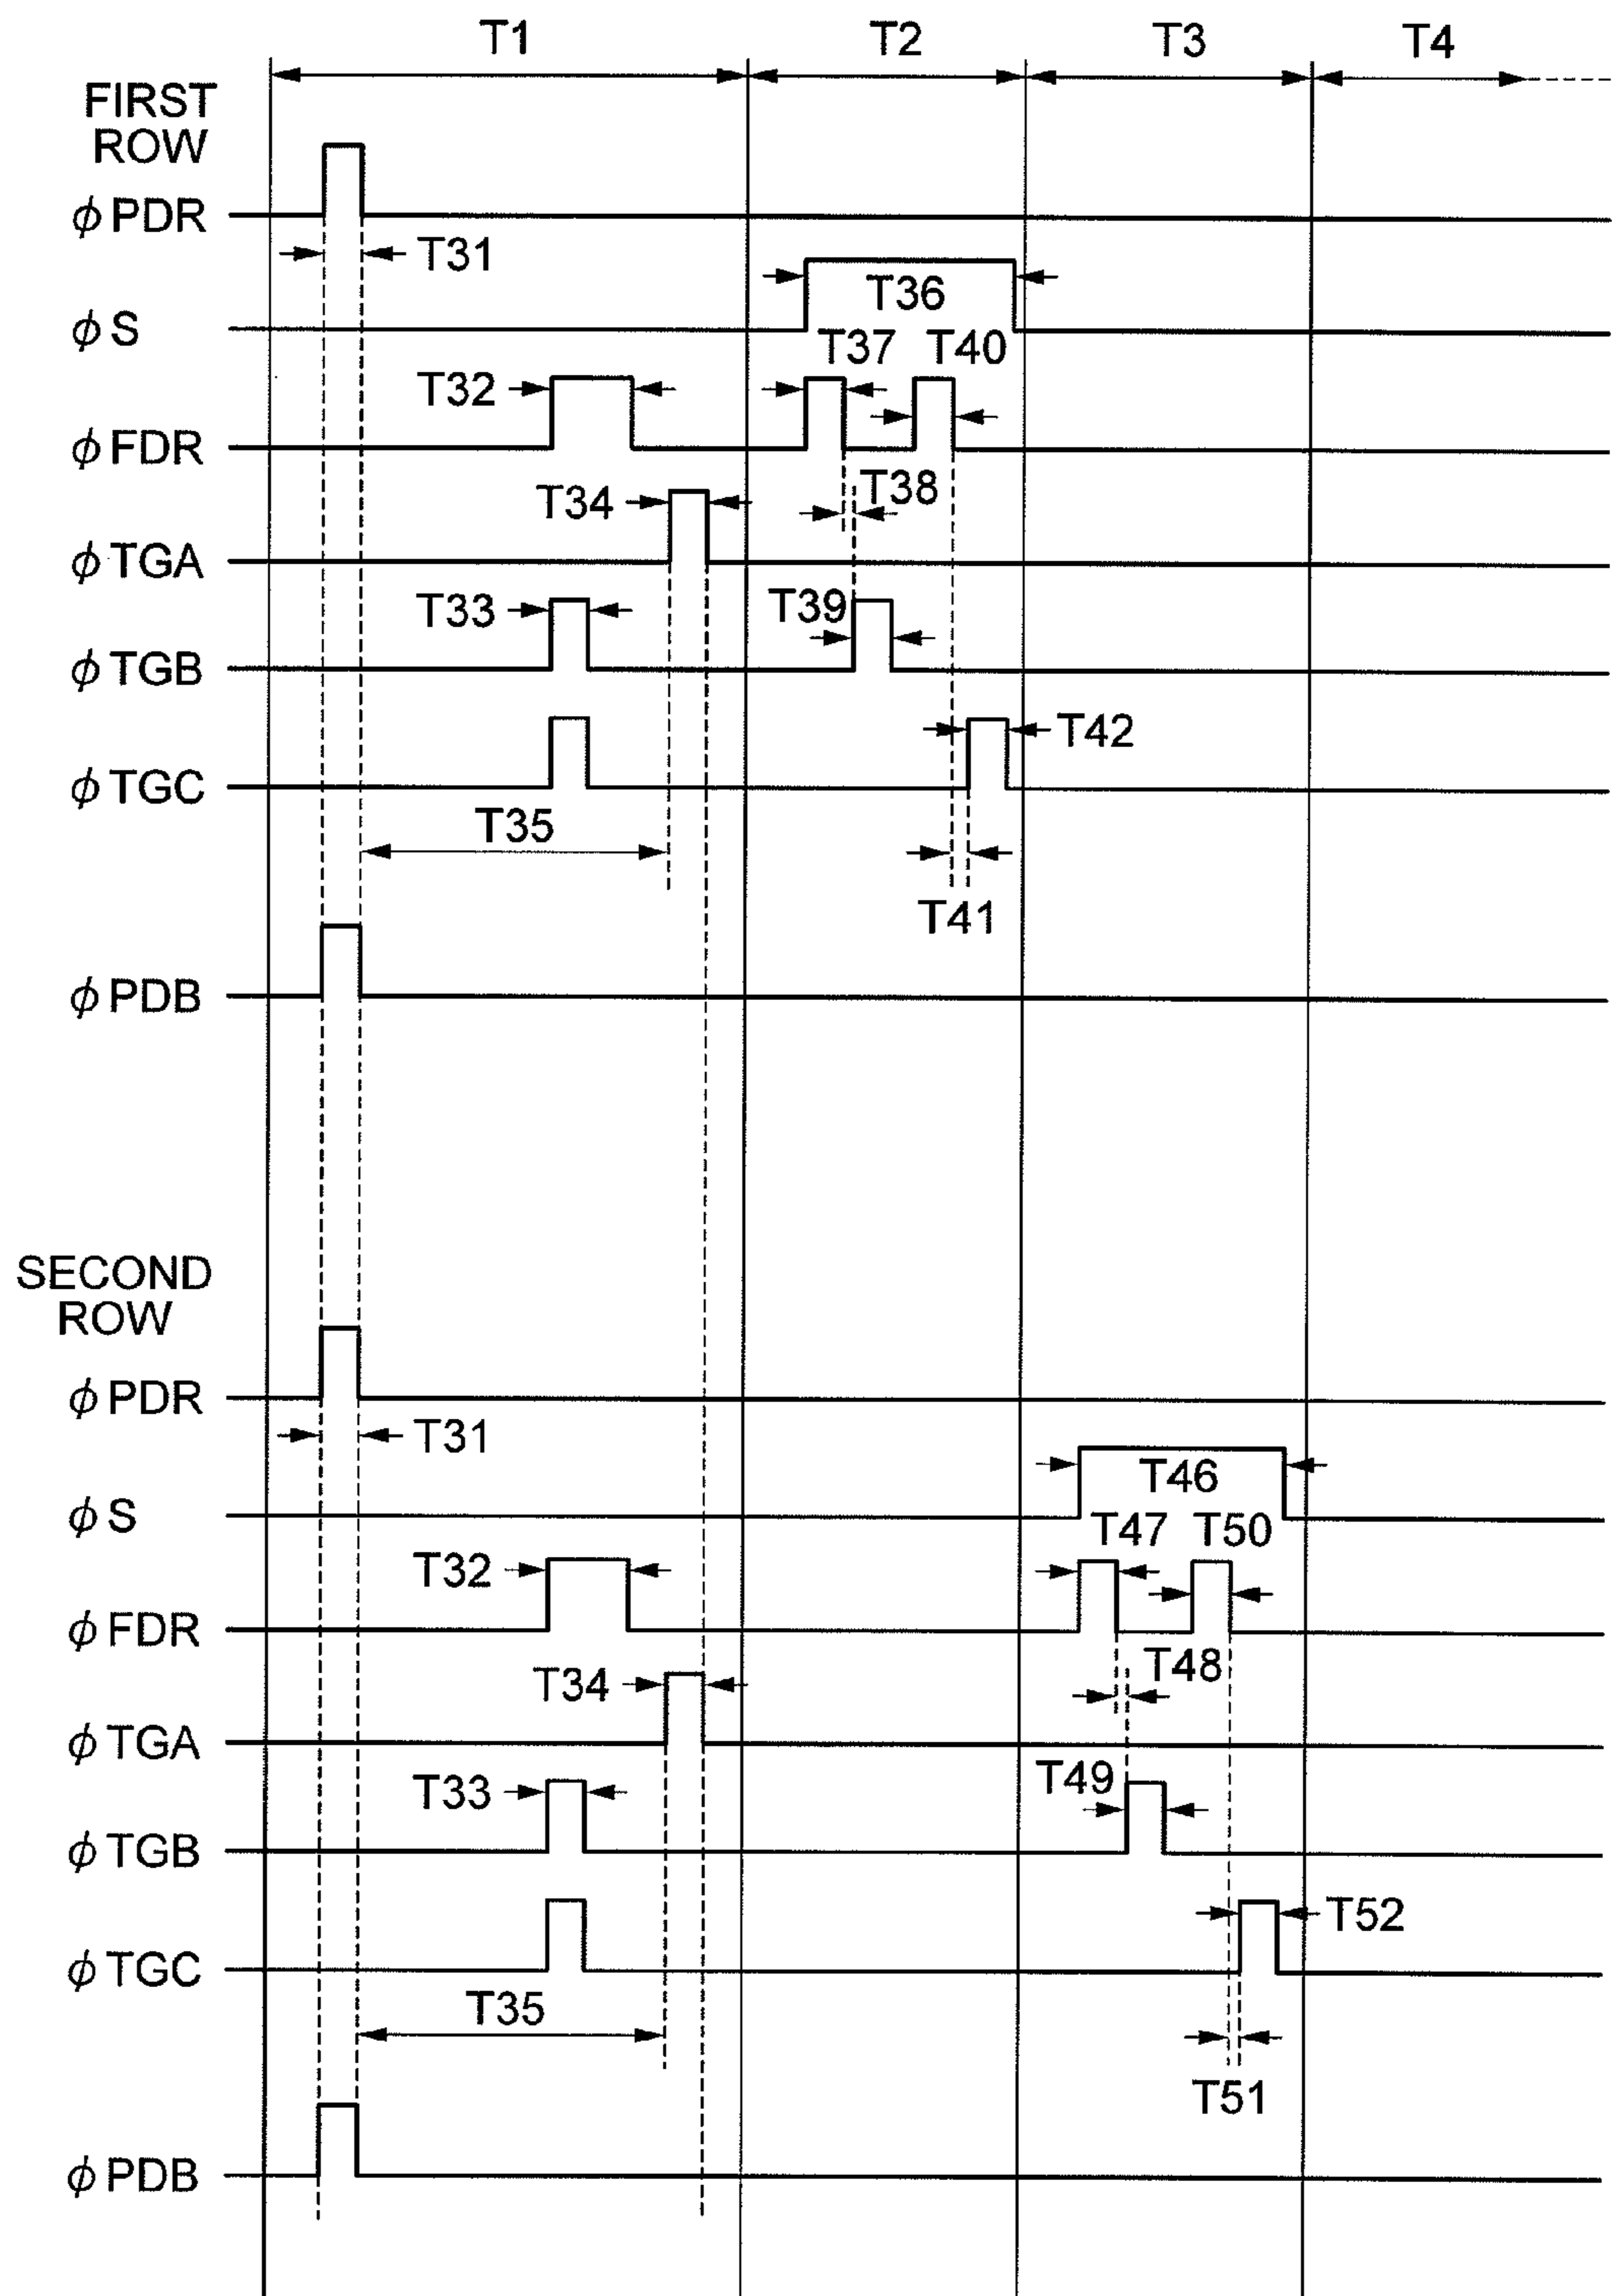 T1 T2 T3 T4
FIRST
ROW
φPDR
T31
T36
φS
T37 T40
T32
φFDR
T38
T34
φTGA
T39
T33
φTGB
T42
φTGC
T35
T41
φPDB
SECOND
ROW
φPDR
T31
T46
φS
T47 T50
T32
φFDR
T48
T34
φTGA
T49
T33
φTGB
T52
φTGC
T35
T51
φPDB